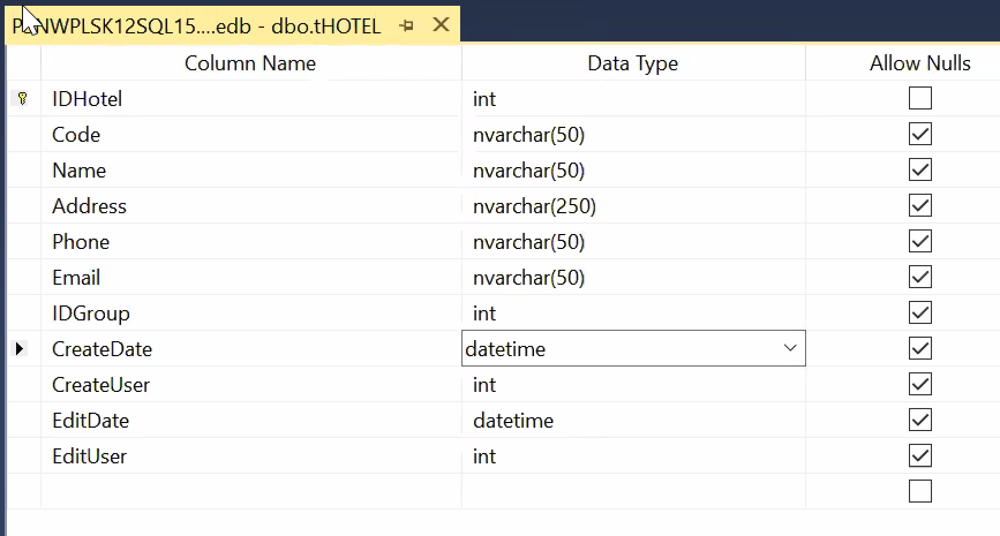 NWPLSK12SQL15....edb - dbo.tHOTEL
Column Name Data Type Allow Nulls
IDHotel int
Code nvarchar(50)
Name nvarchar(50)
Address nvarchar(250)
Phone nvarchar(50)
Email nvarchar(50)
IDGroup int
CreateDate datetime
CreateUser int
EditDate datetime
EditUser int